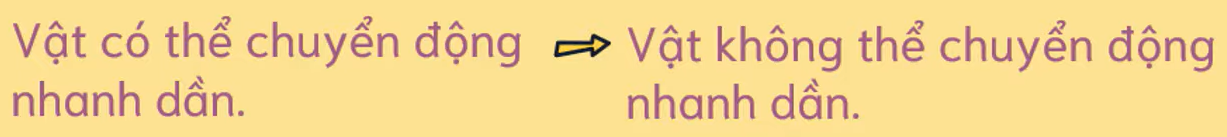 Vật có thể chuyển động
nhanh dần.
Vật không thể chuyển động
nhanh dần.